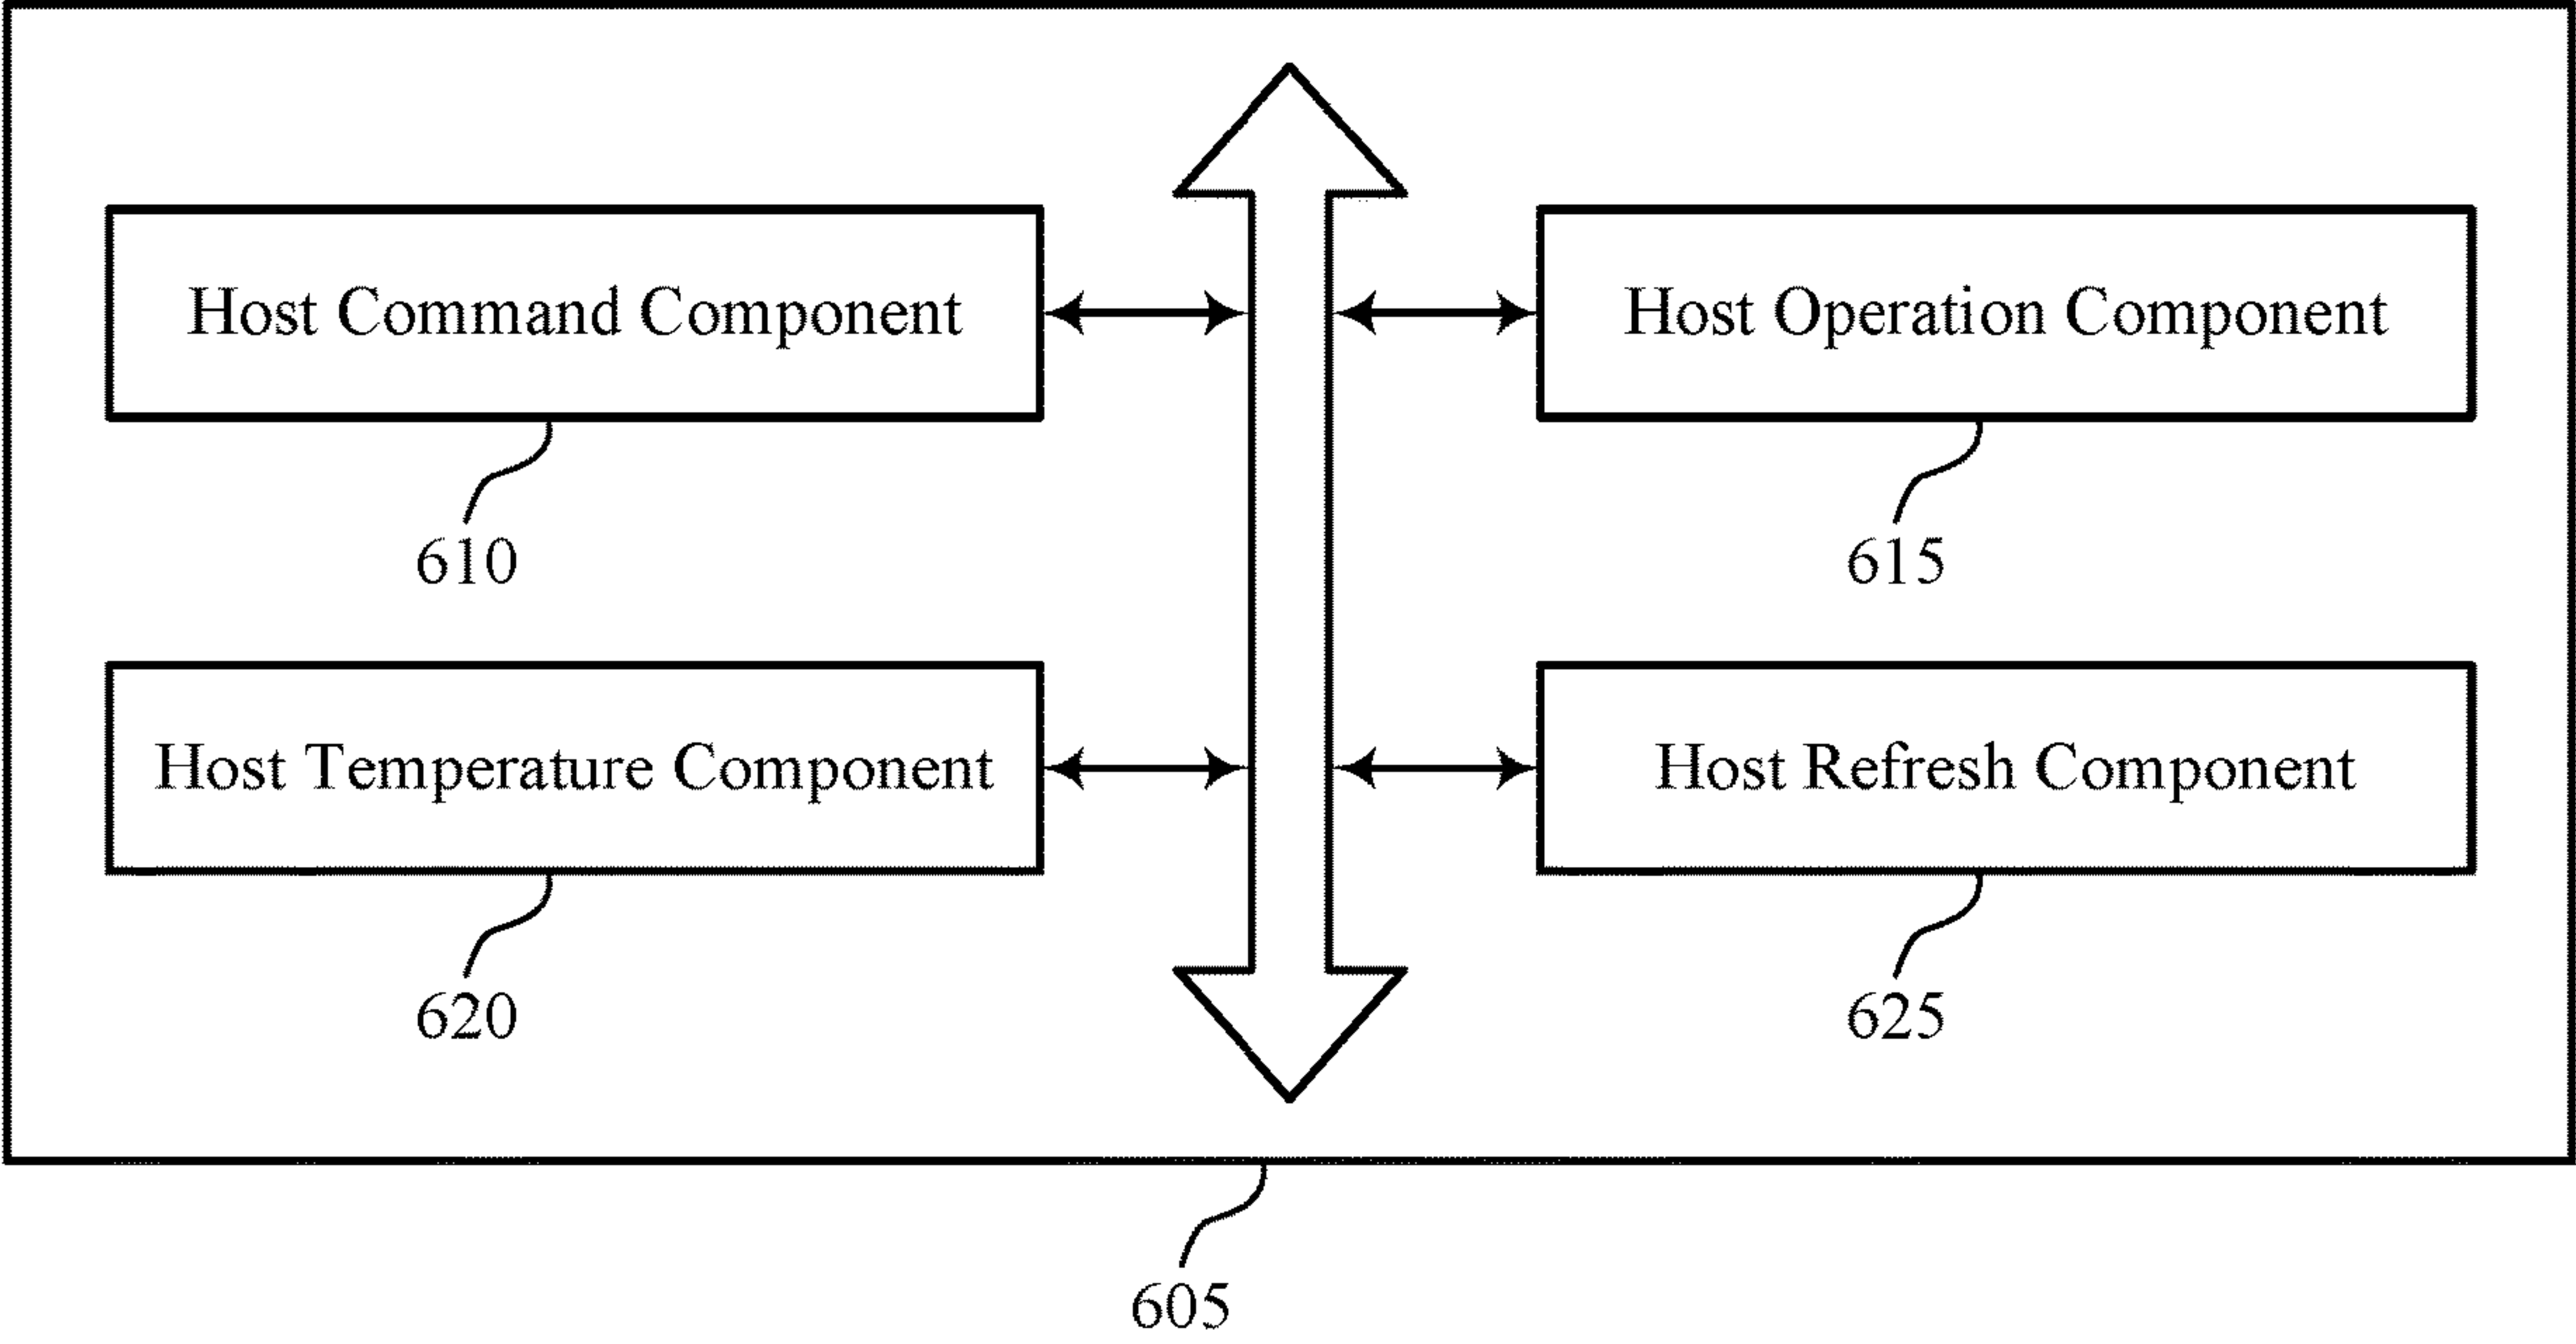 Host Command Component
Host Operation Component
610
615
Host Temperature Component
Host Refresh Component
620
625
605